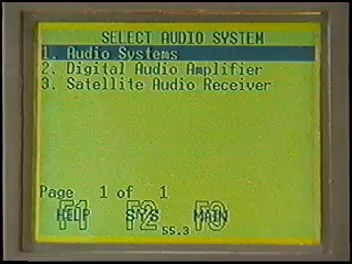 SELECT AUDIO SYSTEM
1. Audio Systems
2. Digital Audio Amplifier
3. Satellite Audio Receiver
Page 1 of 1
F1 F2 F3
HELP SYS MAIN
55.3